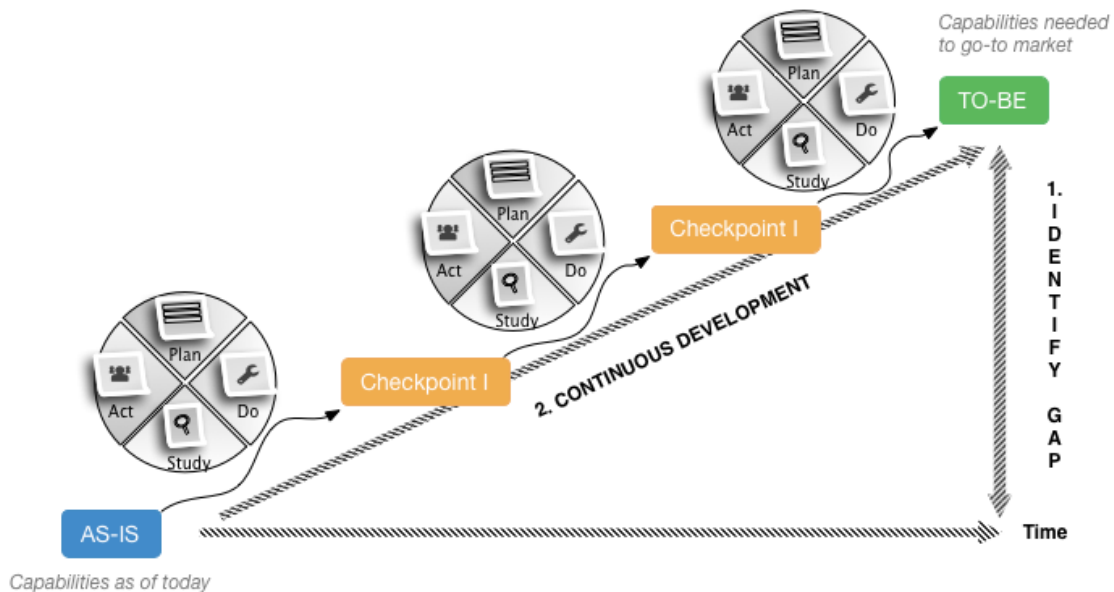 Capabilities needed
to go-to market
TO-BE
Plan
Act
Do
Study
Checkpoint I
Plan
Act
Do
Study
Checkpoint I
Plan
Act
Do
Study
AS-IS
Capabilities as of today
2. CONTINUOUS DEVELOPMENT
1.
I
D
E
N
T
I
F
Y
G
A
P
Time